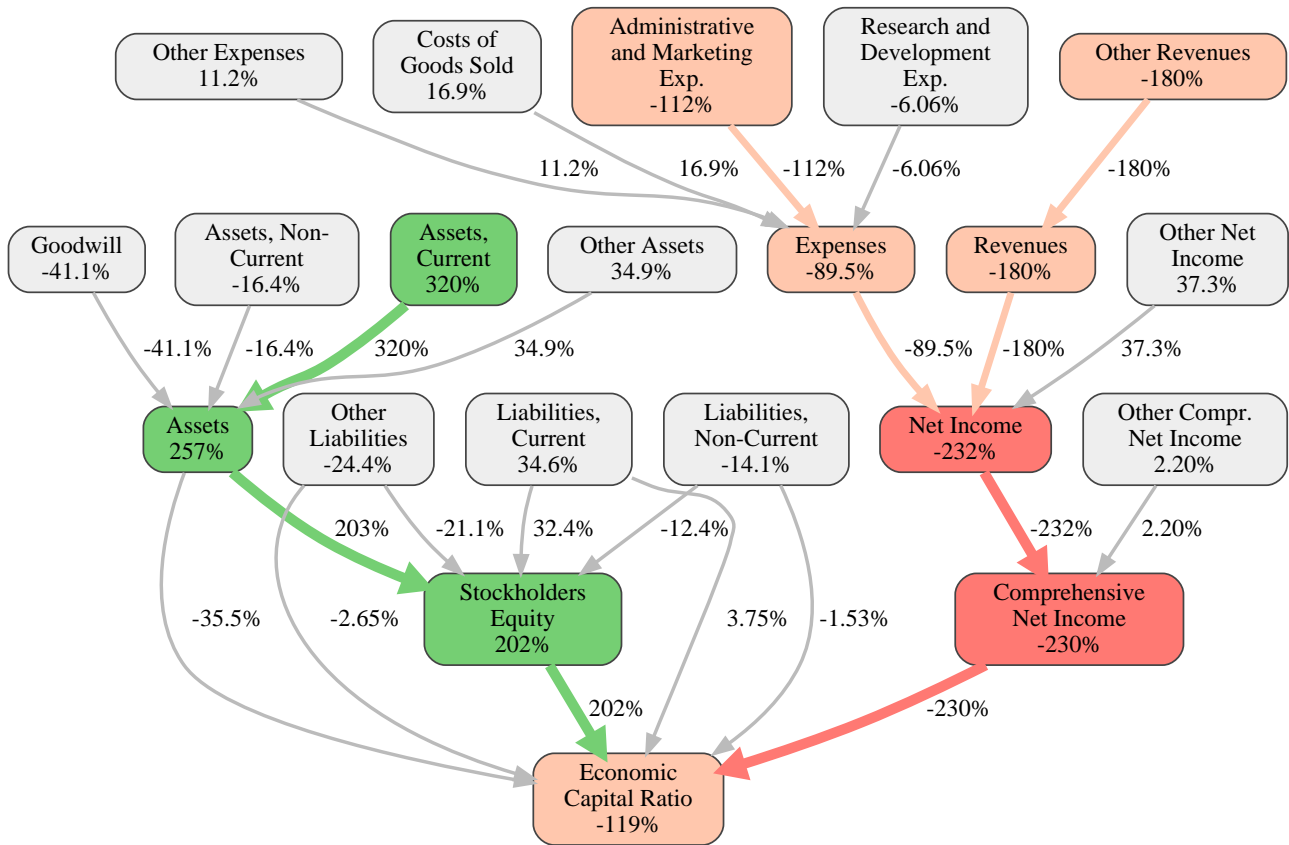 Other Expenses
11.2%
Costs of
Goods Sold
16.9%
Administrative
and Marketing
Exp.
-112%
Research and
Development
Exp.
-6.06%
Other Revenues
-180%
11.2%
16.9%
-112%
-6.06%
-180%
Goodwill
-41.1%
Assets, Non-
Current
-16.4%
Assets,
Current
320%
Other Assets
34.9%
Expenses
-89.5%
Revenues
-180%
Other Net
Income
37.3%
-41.1%
-16.4%
320%
34.9%
-89.5%
-180%
37.3%
Assets
257%
Other
Liabilities
-24.4%
Liabilities,
Current
34.6%
Liabilities,
Non-Current
-14.1%
Net Income
-232%
Other Compr.
Net Income
2.20%
203%
-21.1%
32.4%
-12.4%
-232%
2.20%
Stockholders
Equity
202%
Comprehensive
Net Income
-230%
-35.5%
-2.65%
3.75%
-1.53%
202%
-230%
Economic
Capital Ratio
-119%